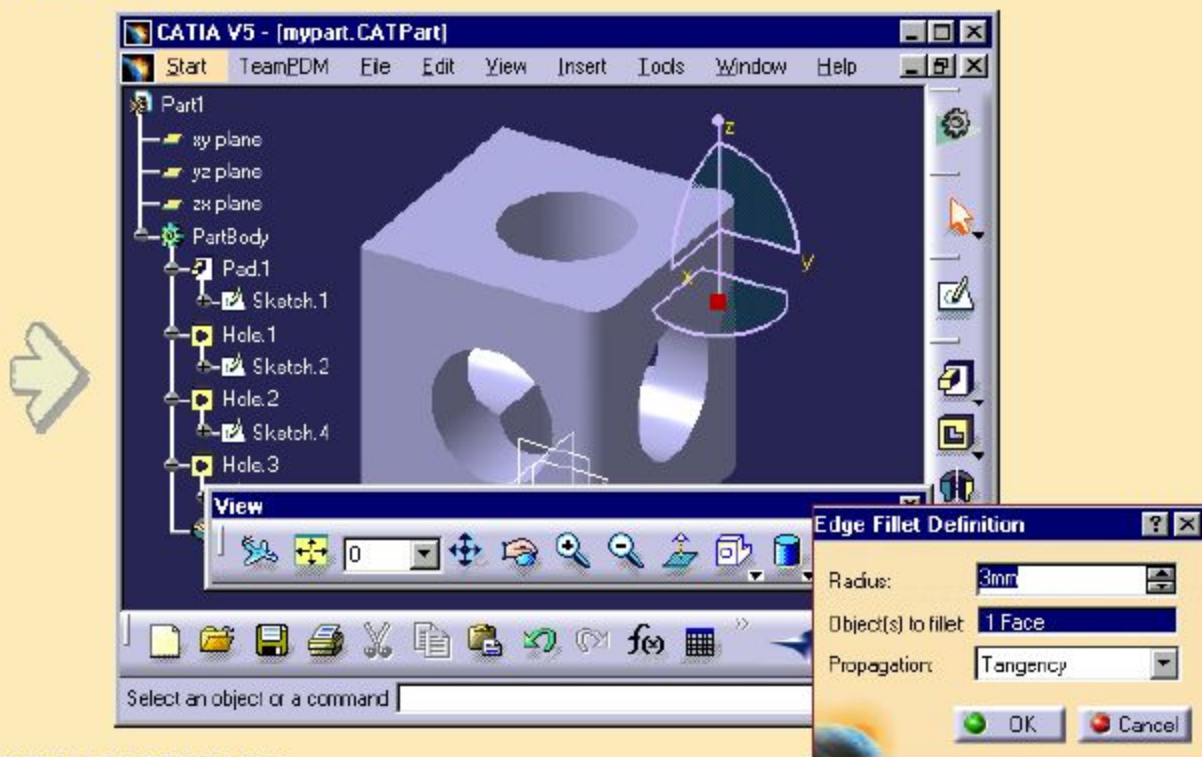 CATIA V5 - [mypart.CATPart]
Start TeamPDM File Edit View Insert Tools Window Help
Part1
xy plane
yz plane
zx plane
PartBody
Pad.1
Sketch.1
Hole.1
Sketch.2
Hole.2
Sketch.4
Hole.3
z
x
y
View
0
f(x)
Select an object or a command
Edge Fillet Definition
Radius: 3mm
Object(s) to fillet 1 Face
Propagation: Tangency
OK Cancel